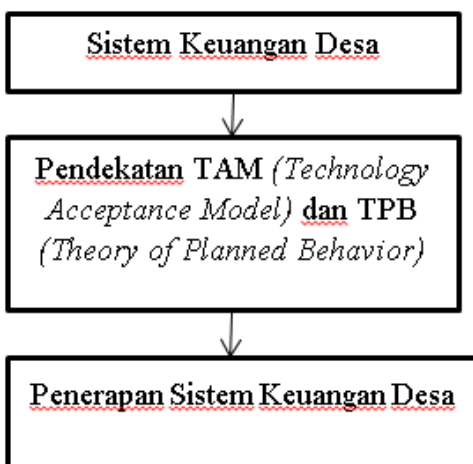 Sistem Keuangan Desa
Pendekatan TAM (Technology
Acceptance Model) dan TPB
(Theory of Planned Behavior)
Penerapan Sistem Keuangan Desa